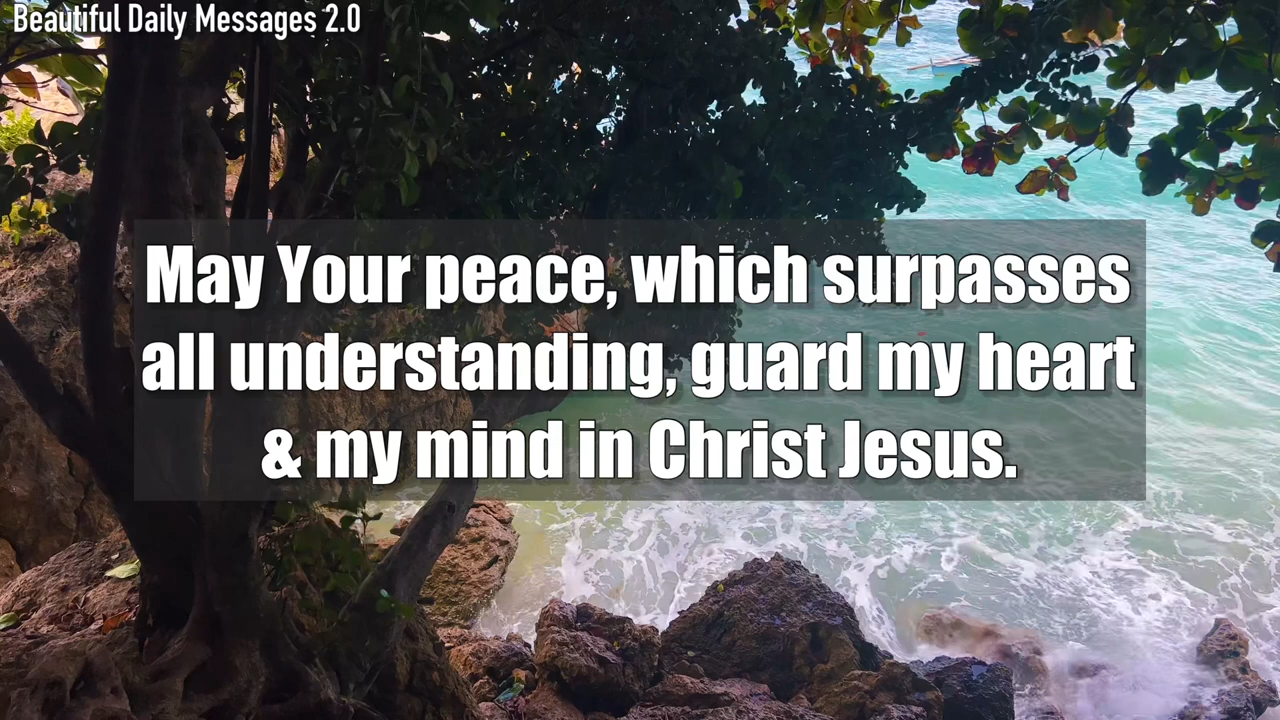 Beautiful Daily Messages 2.0
May Your peace, which surpasses
all understanding, guard my heart
& my mind in Christ Jesus.